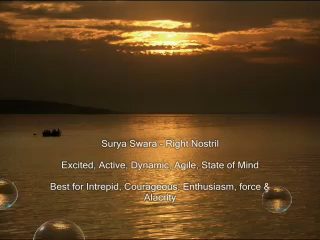 Surya Swara - Right Nostril
Excited, Active, Dynamic, Agile, State of Mind
Best for Intrepid, Courageous, Enthusiasm, force &
Alacrity